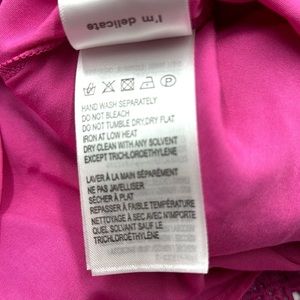 I'm delicate
HAND WASH SEPARATELY
DO NOT BLEACH
DO NOT TUMBLE DRY.DRY FLAT
IRON AT LOW HEAT
DRY CLEAN WITH ANY SOLVENT
EXCEPT TRICHLOROETHYLENE
LAVER À LA MAIN SÉPARÉMENT
NE PAS JAVELLISER
SÉCHER À PLAT
REPASSER À FAIBLE TEMPÉRATURE
NETTOYAGE À SEC AVEC N'IMPORTE
QUEL SOLVANT SAUF LE
TRICHLOROÉTHYLÈNE